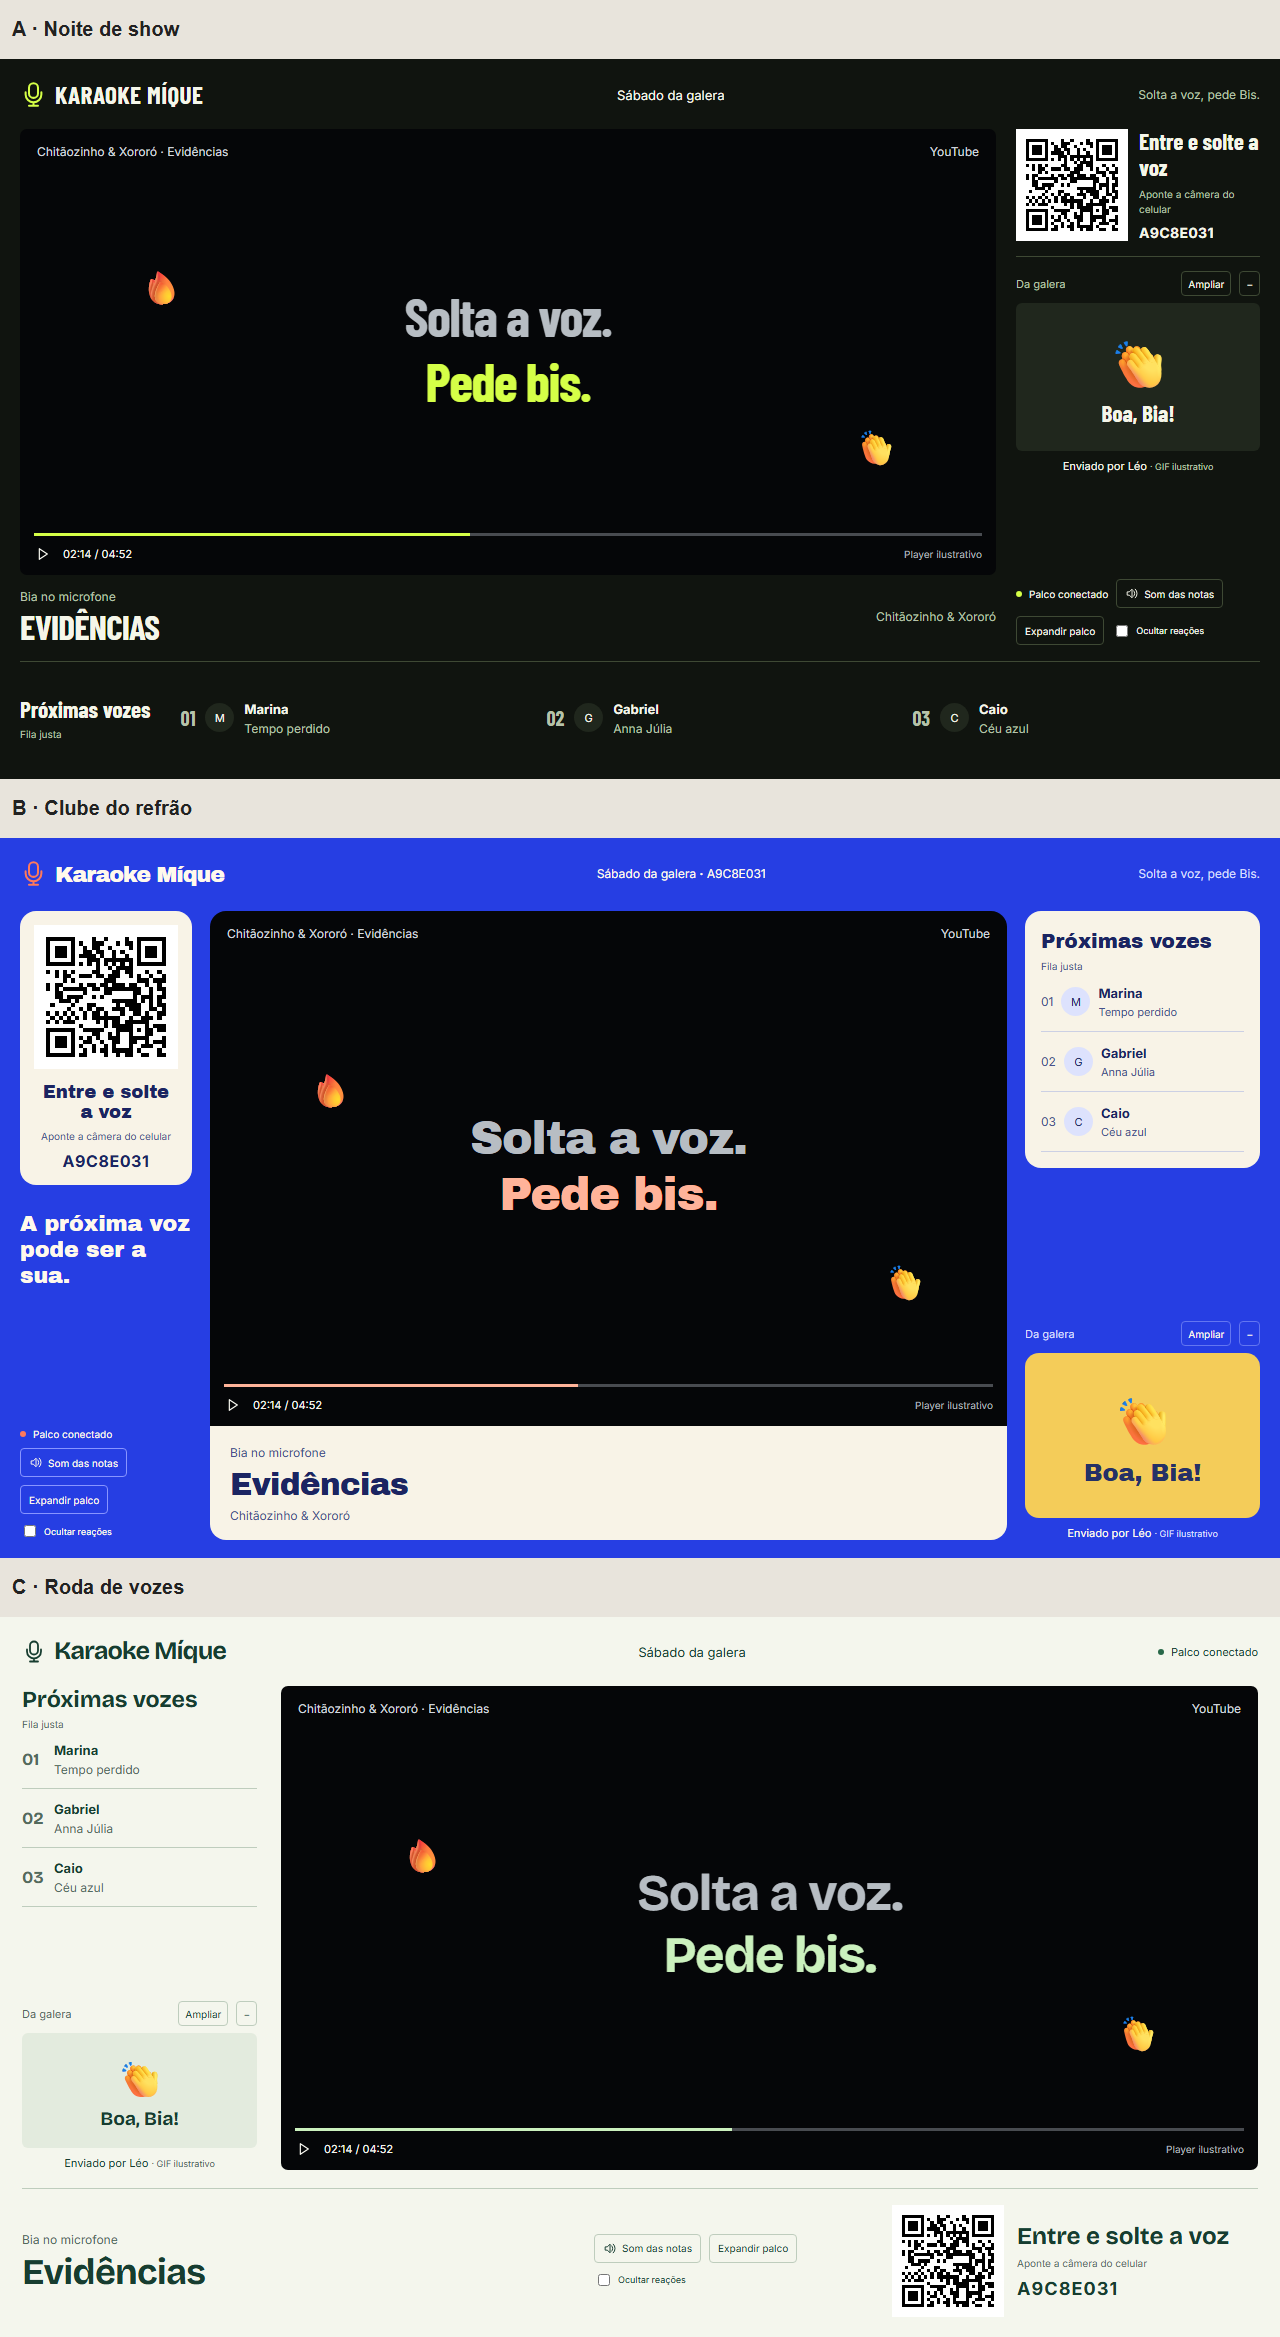 A · Noite de show
KARAOKE MÍQUE
Sábado da galera
Solta a voz, pede Bis.
Chitãozinho & Xororó · Evidências
YouTube
Solta a voz.
Pede bis.
02:14 / 04:52
Player ilustrativo
Entre e solte a
voz
Aponte a câmera do
celular
A9C8E031
Da galera
Ampliar
–
Boa, Bia!
Enviado por Léo · GIF ilustrativo
Bia no microfone
EVIDÊNCIAS
Chitãozinho & Xororó
Palco conectado
Som das notas
Expandir palco
Ocultar reações
Próximas vozes
Fila justa
01 M Marina
Tempo perdido
02 G Gabriel
Anna Júlia
03 C Caio
Céu azul
B · Clube do refrão
Karaoke Míque
Sábado da galera • A9C8E031
Solta a voz, pede Bis.
Entre e solte
a voz
Aponte a câmera do celular
A9C8E031
A próxima voz
pode ser a
sua.
Palco conectado
Som das notas
Expandir palco
Ocultar reações
Chitãozinho & Xororó · Evidências
YouTube
Solta a voz.
Pede bis.
02:14 / 04:52
Player ilustrativo
Bia no microfone
Evidências
Chitãozinho & Xororó
Próximas vozes
Fila justa
01 M Marina
Tempo perdido
02 G Gabriel
Anna Júlia
03 C Caio
Céu azul
Da galera
Ampliar
–
Boa, Bia!
Enviado por Léo · GIF ilustrativo
C · Roda de vozes
Karaoke Míque
Sábado da galera
Palco conectado
Próximas vozes
Fila justa
01 Marina
Tempo perdido
02 Gabriel
Anna Júlia
03 Caio
Céu azul
Da galera
Ampliar
–
Boa, Bia!
Enviado por Léo · GIF ilustrativo
Chitãozinho & Xororó · Evidências
YouTube
Solta a voz.
Pede bis.
02:14 / 04:52
Player ilustrativo
Bia no microfone
Evidências
Som das notas
Expandir palco
Ocultar reações
Entre e solte a voz
Aponte a câmera do celular
A9C8E031